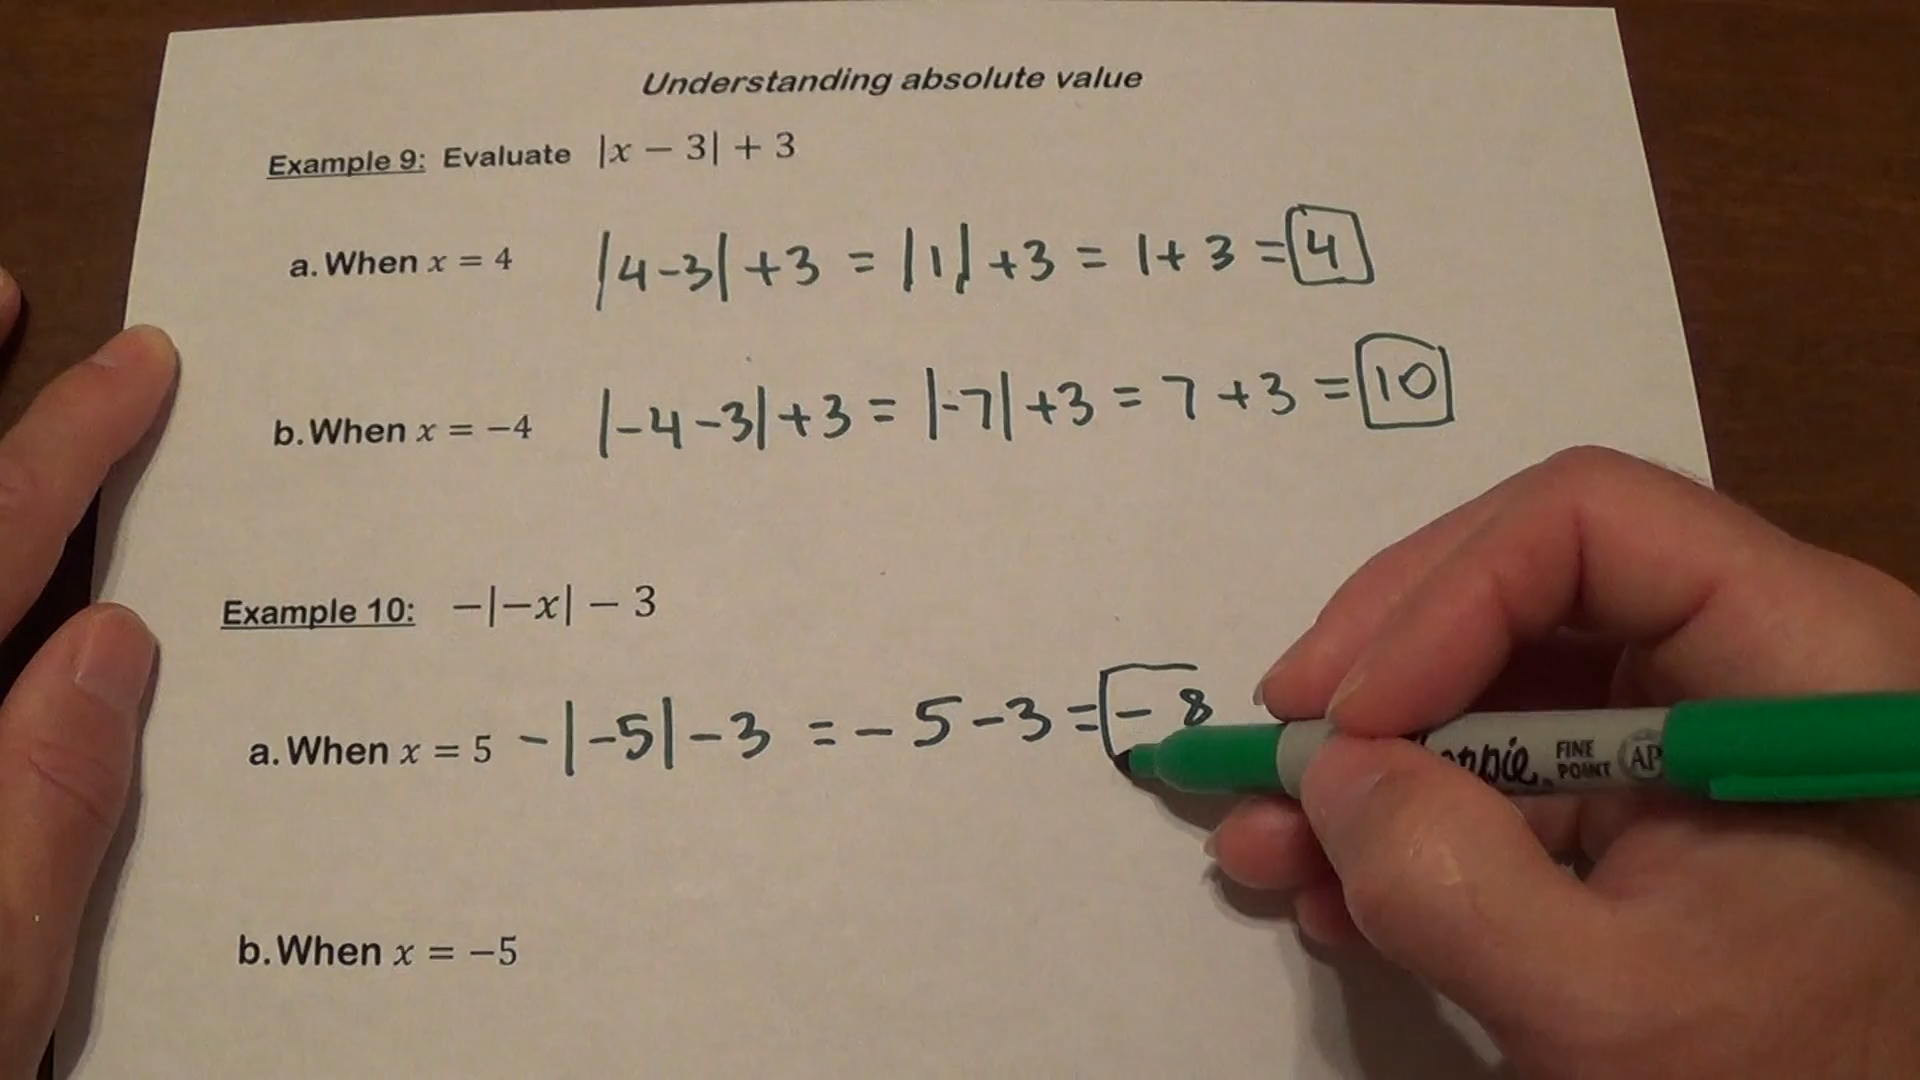 Understanding absolute value
Example 9: Evaluate |x − 3| + 3
a. When x = 4 |4-3| +3 = |1| +3 = 1+ 3 = 4
b. When x = −4 |-4-3|+3 = |-7| +3 = 7 +3 = 10
Example 10: −|−x| − 3
a. When x = 5 -|-5|-3 = -5-3 = -8
FINE
POINT AP
b. When x = −5